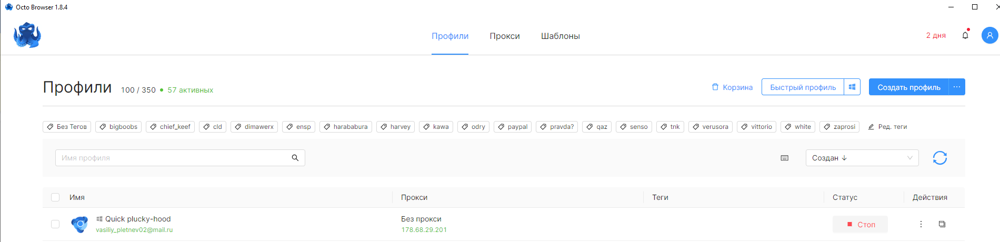 Octo Browser 1.8.4
Профили Прокси Шаблоны 2 дня
Профили 100 / 350 57 активных Корзина Быстрый профиль Создать профиль ...
Без Тегов bigboobs chief_keef cld dimawerx ensp harababura harvey kawa odry paypal pravda? qaz senso tnk verusora vittorio white zaprosi Ред. теги
Имя профиля Создан ↓
Имя Прокси Теги Статус Действия
Quick plucky-hood Без прокси Стоп
vasiliy_pletnev02@mail.ru 178.68.29.201